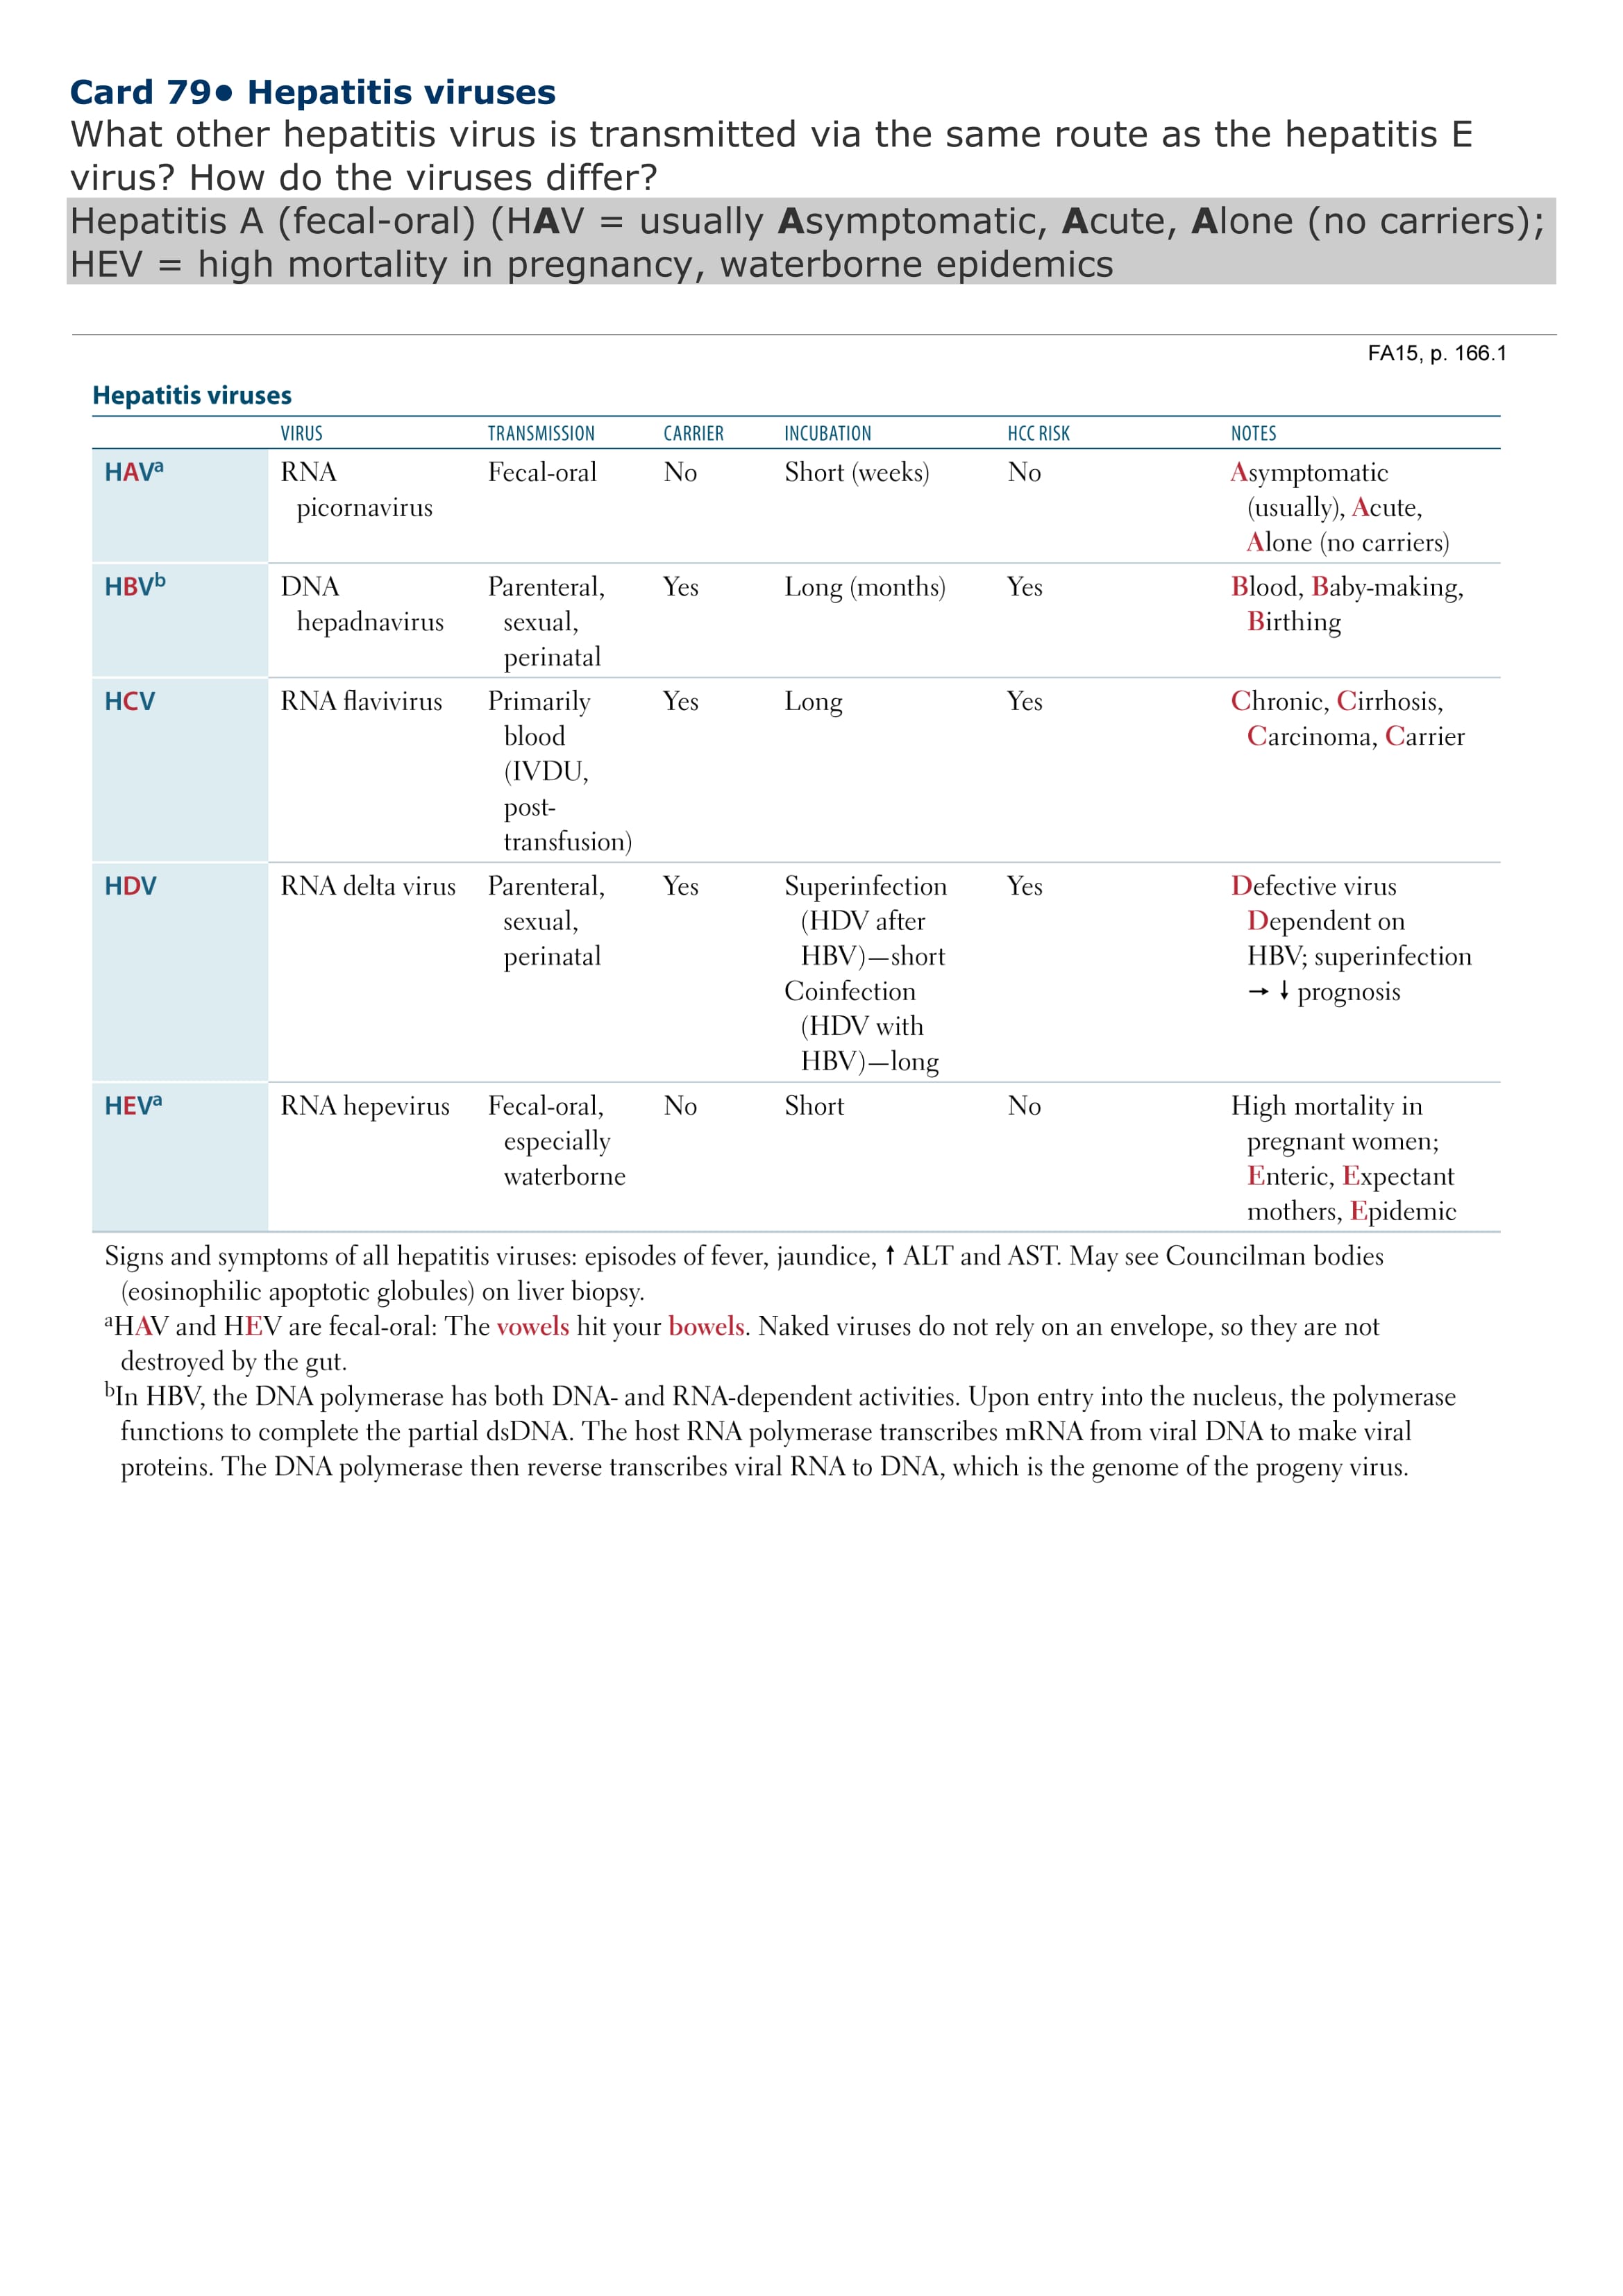 Card 79● Hepatitis viruses
What other hepatitis virus is transmitted via the same route as the hepatitis E
virus? How do the viruses differ?
Hepatitis A (fecal-oral) (HAV = usually Asymptomatic, Acute, Alone (no carriers);
HEV = high mortality in pregnancy, waterborne epidemics
FA15, p. 166.1
Hepatitis viruses
VIRUS TRANSMISSION CARRIER INCUBATION HCC RISK NOTES
HAVᵃ RNA Fecal-oral No Short (weeks) No Asymptomatic
picornavirus (usually), Acute,
Alone (no carriers)
HBVᵇ DNA Parenteral, Yes Long (months) Yes Blood, Baby-making,
hepadnavirus sexual, Birthing
perinatal
HCV RNA flavivirus Primarily Yes Long Yes Chronic, Cirrhosis,
blood Carcinoma, Carrier
(IVDU,
post-
transfusion)
HDV RNA delta virus Parenteral, Yes Superinfection Yes Defective virus
sexual, (HDV after Dependent on
perinatal HBV)—short HBV; superinfection
Coinfection → ↓ prognosis
(HDV with
HBV)—long
HEVᵃ RNA hepevirus Fecal-oral, No Short No High mortality in
especially pregnant women;
waterborne Enteric, Expectant
mothers, Epidemic
Signs and symptoms of all hepatitis viruses: episodes of fever, jaundice, ↑ ALT and AST. May see Councilman bodies
(eosinophilic apoptotic globules) on liver biopsy.
ᵃHAV and HEV are fecal-oral: The vowels hit your bowels. Naked viruses do not rely on an envelope, so they are not
destroyed by the gut.
ᵇIn HBV, the DNA polymerase has both DNA- and RNA-dependent activities. Upon entry into the nucleus, the polymerase
functions to complete the partial dsDNA. The host RNA polymerase transcribes mRNA from viral DNA to make viral
proteins. The DNA polymerase then reverse transcribes viral RNA to DNA, which is the genome of the progeny virus.